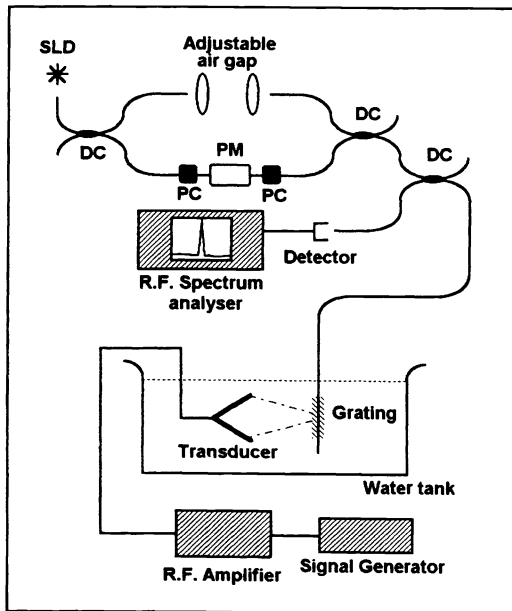 SLD
Adjustable
air gap
DC
PM
DC
DC
PC
PC
Detector
R.F. Spectrum
analyser
Grating
Transducer
Water tank
R.F. Amplifier
Signal Generator